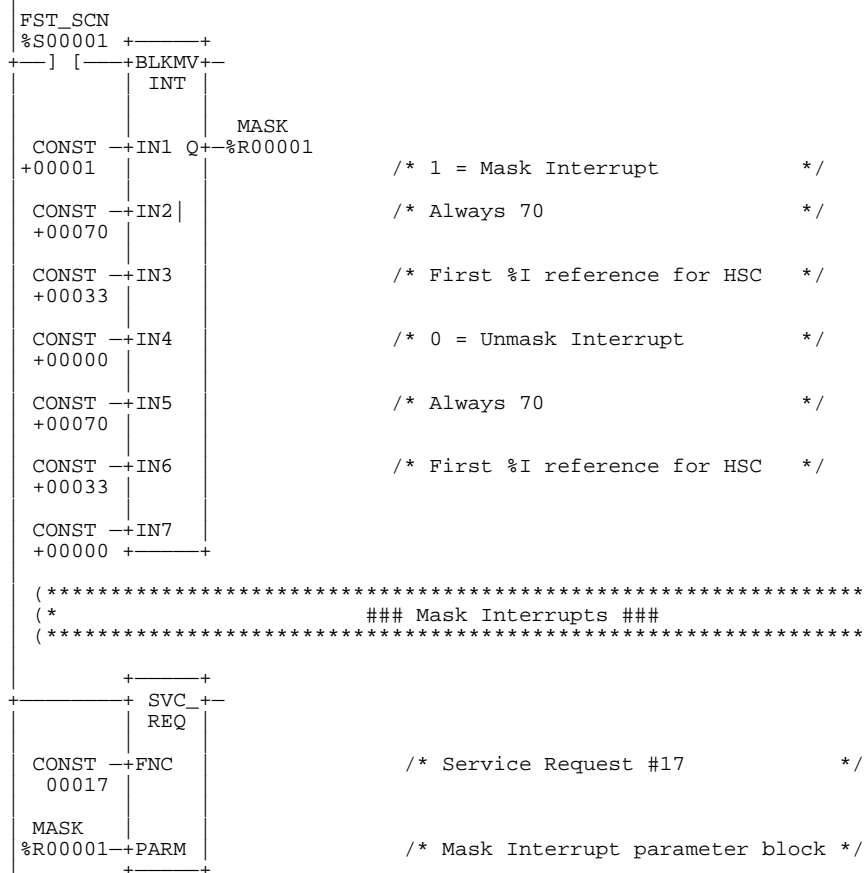 FST_SCN
%S00001 +-----+
+--] [---+BLKMV+-
| INT |
MASK
CONST -+IN1 Q+-%R00001
+00001 /* 1 = Mask Interrupt */
CONST -+IN2| /* Always 70 */
+00070
CONST -+IN3 /* First %I reference for HSC */
+00033
CONST -+IN4 /* 0 = Unmask Interrupt */
+00000
CONST -+IN5 /* Always 70 */
+00070
CONST -+IN6 /* First %I reference for HSC */
+00033
CONST -+IN7
+00000 +-----+
(****************************************************************
(* ### Mask Interrupts ###
(****************************************************************
+-----+
+---------+ SVC_+-
| REQ |
CONST -+FNC /* Service Request #17 */
00017
MASK
%R00001-+PARM | /* Mask Interrupt parameter block */
+-----+